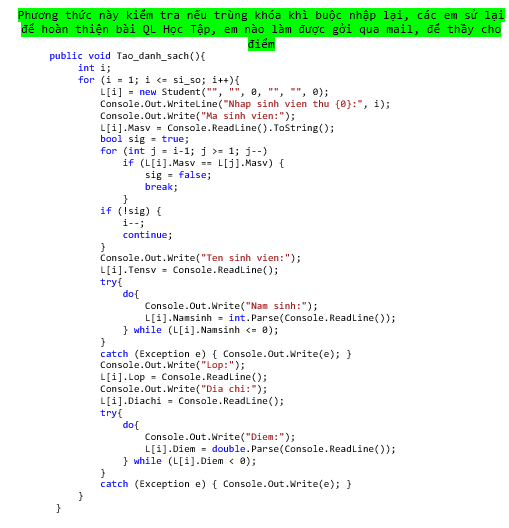 Phương thức này kiểm tra nếu trùng khóa khì buộc nhập lại, các em sử lại
để hoàn thiện bài QL Học Tập, em nào làm được gởi qua mail, để thầy cho
điểm
public void Tao_danh_sach(){
int i;
for (i = 1; i <= si_so; i++){
L[i] = new Student("", "", 0, "", "", 0);
Console.Out.WriteLine("Nhap sinh vien thu {0}:", i);
Console.Out.Write("Ma sinh vien:");
L[i].Masv = Console.ReadLine().ToString();
bool sig = true;
for (int j = i-1; j >= 1; j--)
if (L[i].Masv == L[j].Masv) {
sig = false;
break;
}
if (!sig) {
i--;
continue;
}
Console.Out.Write("Ten sinh vien:");
L[i].Tensv = Console.ReadLine();
try{
do{
Console.Out.Write("Nam sinh:");
L[i].Namsinh = int.Parse(Console.ReadLine());
} while (L[i].Namsinh <= 0);
}
catch (Exception e) { Console.Out.Write(e); }
Console.Out.Write("Lop:");
L[i].Lop = Console.ReadLine();
Console.Out.Write("Dia chi:");
L[i].Diachi = Console.ReadLine();
try{
do{
Console.Out.Write("Diem:");
L[i].Diem = double.Parse(Console.ReadLine());
} while (L[i].Diem < 0);
}
catch (Exception e) { Console.Out.Write(e); }
}
}